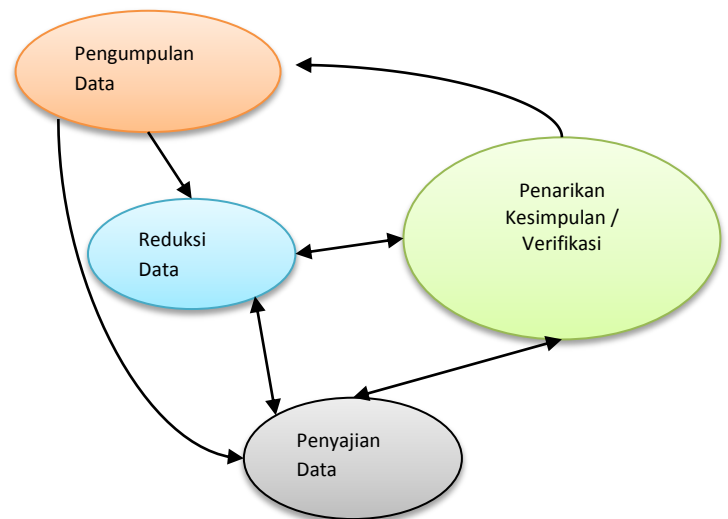 Pengumpulan
Data
Penarikan
Kesimpulan /
Verifikasi
Reduksi
Data
Penyajian
Data